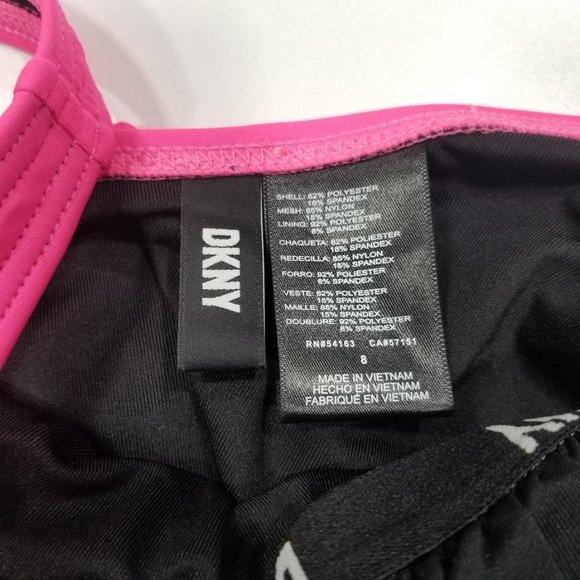 DKNY
SHELL: 82% POLYESTER
18% SPANDEX
MESH: 85% NYLON
15% SPANDEX
LINING: 92% POLYESTER
8% SPANDEX
CHAQUETA: 82% POLIESTER
18% SPANDEX
REDECILLA: 85% NYLON
15% SPANDEX
FORRO: 92% POLIESTER
8% SPANDEX
VESTE: 82% POLYESTER
18% SPANDEX
MAILLE: 85% NYLON
15% SPANDEX
DOUBLURE: 92% POLYESTER
8% SPANDEX
RN#54163 CA#57151
8
MADE IN VIETNAM
HECHO EN VIETNAM
FABRIQUÉ EN VIETNAM